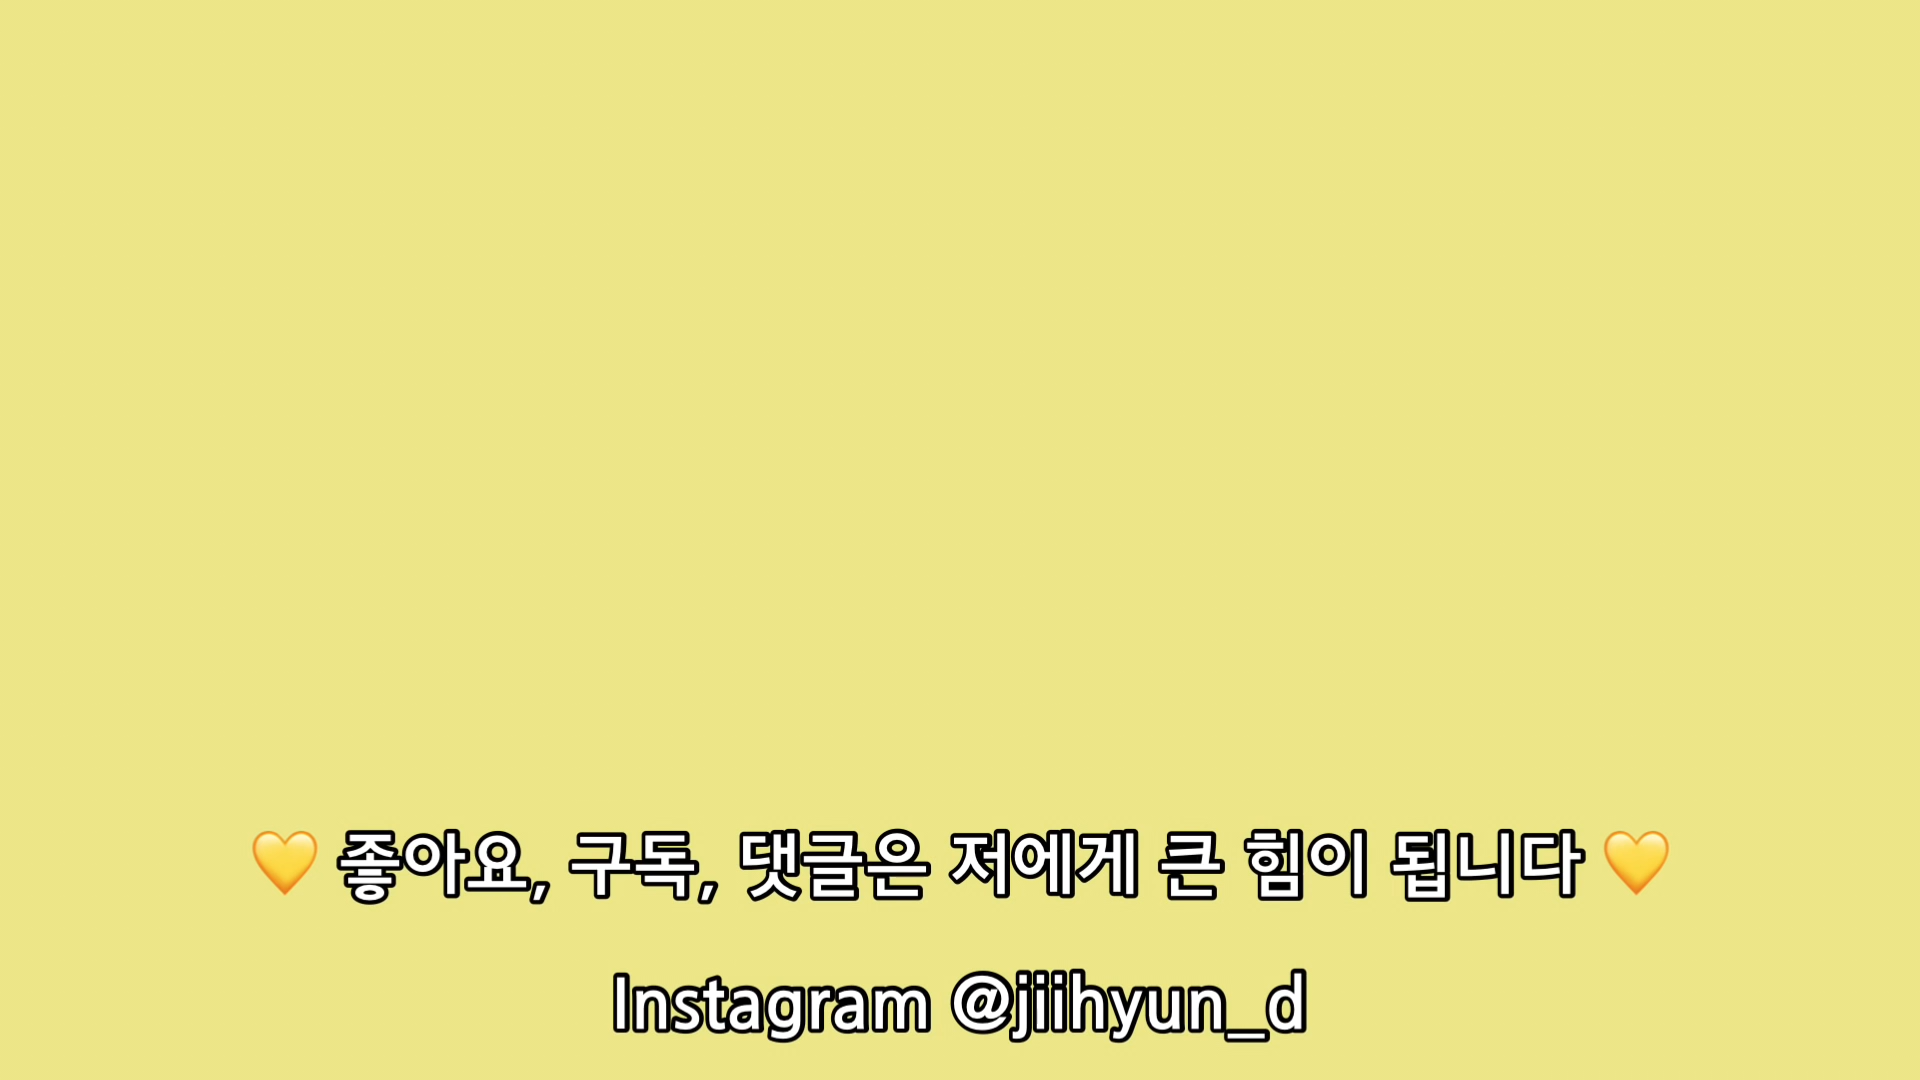 💛 좋아요, 구독, 댓글은 저에게 큰 힘이 됩니다 💛
Instagram @jiihyun_d